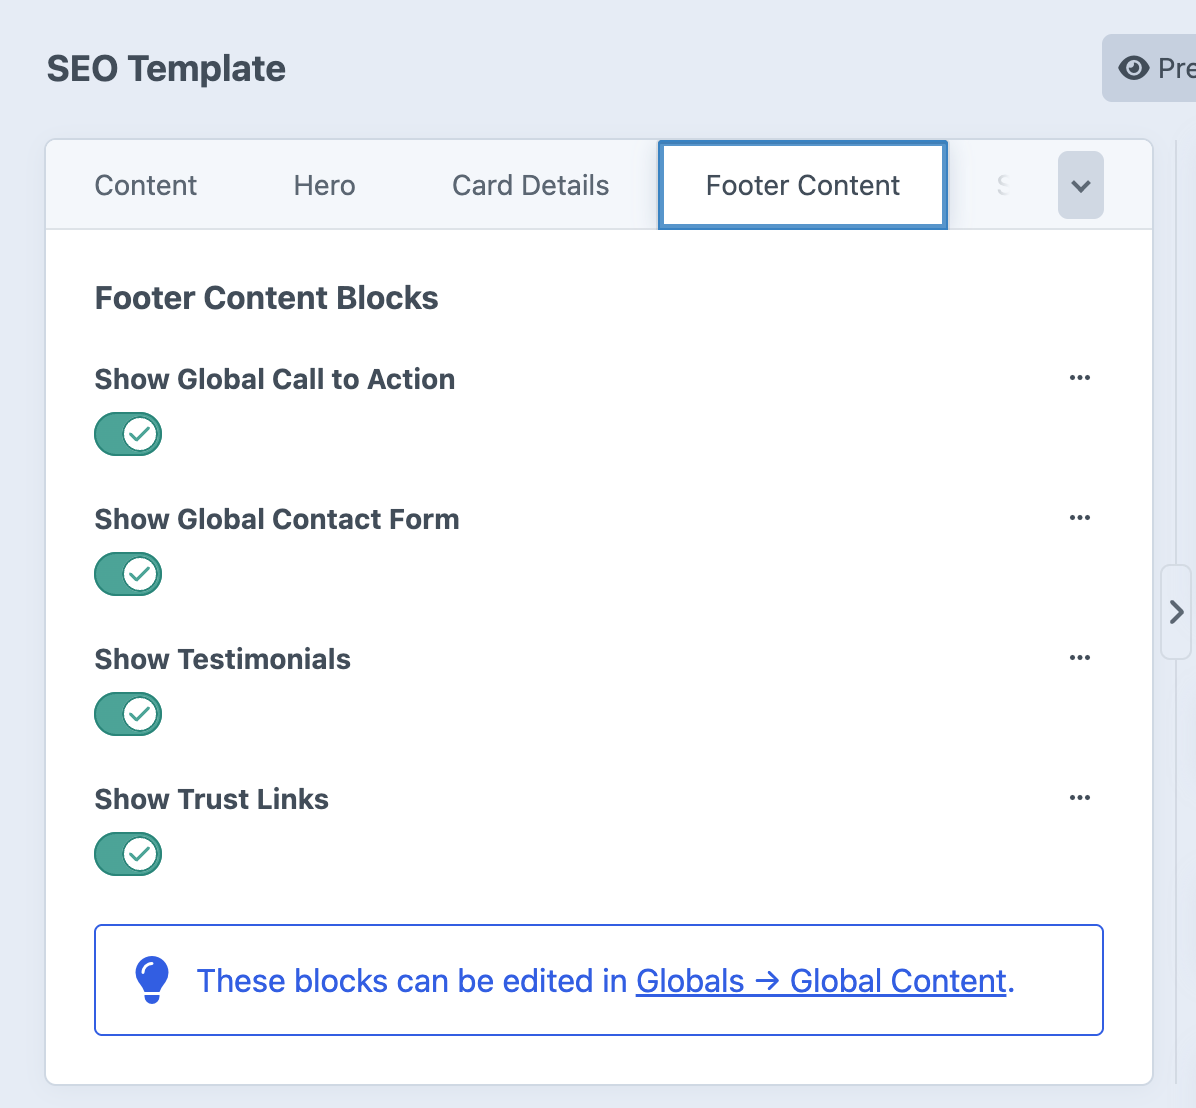 SEO Template
Content
Hero
Card Details
Footer Content
Footer Content Blocks
Show Global Call to Action
Show Global Contact Form
Show Testimonials
Show Trust Links
These blocks can be edited in Globals → Global Content.